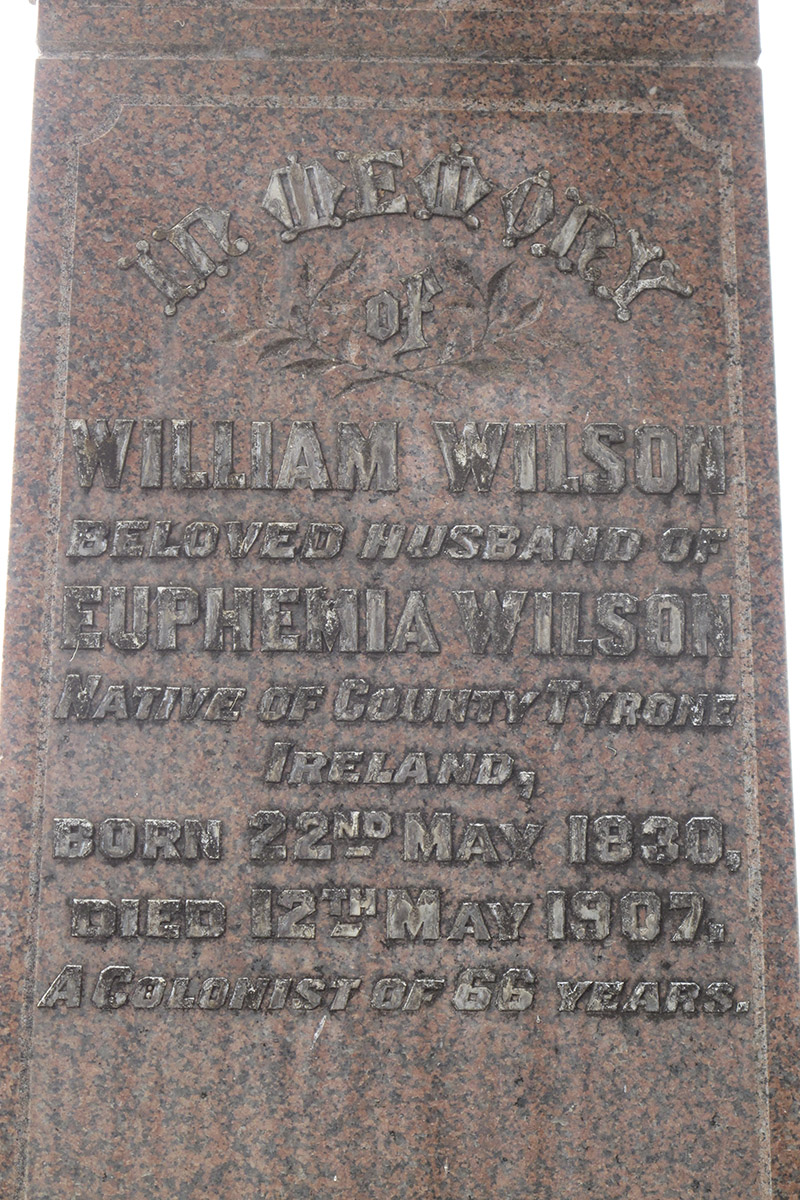 IN MEMORY
of
WILLIAM WILSON
BELOVED HUSBAND OF
EUPHEMIA WILSON
NATIVE OF COUNTY TYRONE
IRELAND,
BORN 22ND MAY 1830,
DIED 12TH MAY 1907.
A COLONIST OF 66 YEARS.